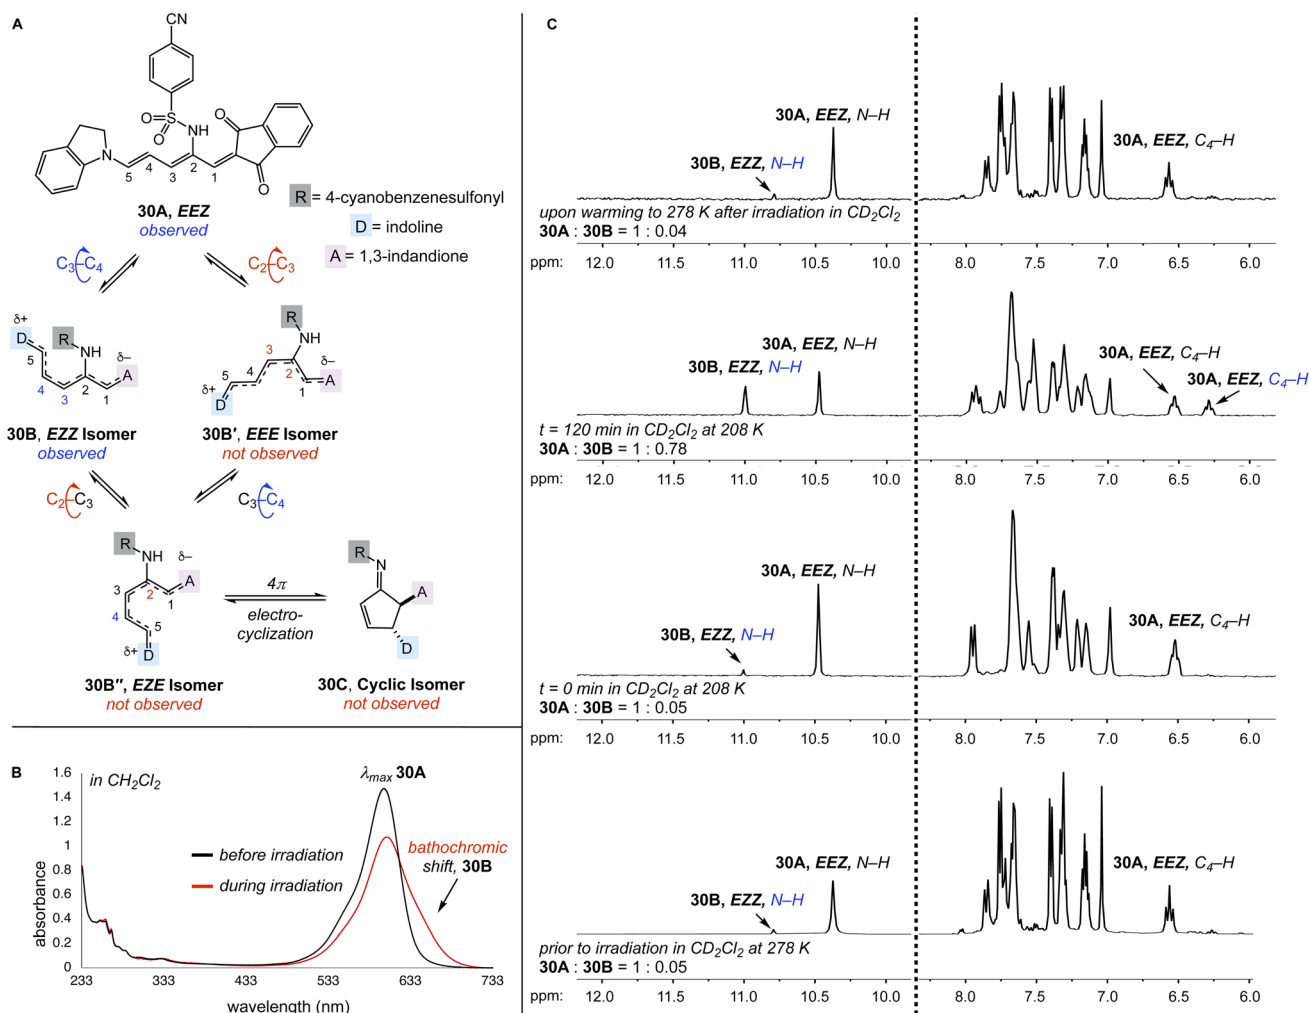 A
CN
O
S
O
NH
O
O
N
5
4
3
2
1
R = 4-cyanobenzenesulfonyl
D = indoline
A = 1,3-indandione
30A, EEZ
observed
C3–C4
C2–C3
δ+
D
5
R
NH
δ–
A
4
3
2
1
R
NH
3
δ–
4
2
A
δ+
5
1
D
30B, EZZ Isomer
observed
30B′, EEE Isomer
not observed
C2–C3
C3–C4
R
NH
δ–
3
A
2
1
4
5
δ+
D
4π
electro-
cyclization
R
N
A
D
30B″, EZE Isomer
not observed
30C, Cyclic Isomer
not observed
B
in CH2Cl2
λmax 30A
before irradiation
during irradiation
bathochromic
shift, 30B
absorbance
1.6
1.4
1.2
1
0.8
0.6
0.4
0.2
0
233 333 433 533 633 733
wavelength (nm)
C
30A, EEZ, N–H
30B, EZZ, N–H
30A, EEZ, C4–H
upon warming to 278 K after irradiation in CD2Cl2
30A : 30B = 1 : 0.04
ppm: 12.0 11.0 10.5 10.0 8.0 7.5 7.0 6.5 6.0
30A, EEZ, N–H
30B, EZZ, N–H
30A, EEZ, C4–H
30A, EEZ, C4–H
t = 120 min in CD2Cl2 at 208 K
30A : 30B = 1 : 0.78
ppm: 12.0 11.0 10.5 10.0 8.0 7.5 7.0 6.5 6.0
30A, EEZ, N–H
30B, EZZ, N–H
30A, EEZ, C4–H
t = 0 min in CD2Cl2 at 208 K
30A : 30B = 1 : 0.05
ppm: 12.0 11.0 10.5 10.0 8.0 7.5 7.0 6.5 6.0
30A, EEZ, N–H
30B, EZZ, N–H
30A, EEZ, C4–H
prior to irradiation in CD2Cl2 at 278 K
30A : 30B = 1 : 0.05
ppm: 12.0 11.0 10.5 10.0 8.0 7.5 7.0 6.5 6.0